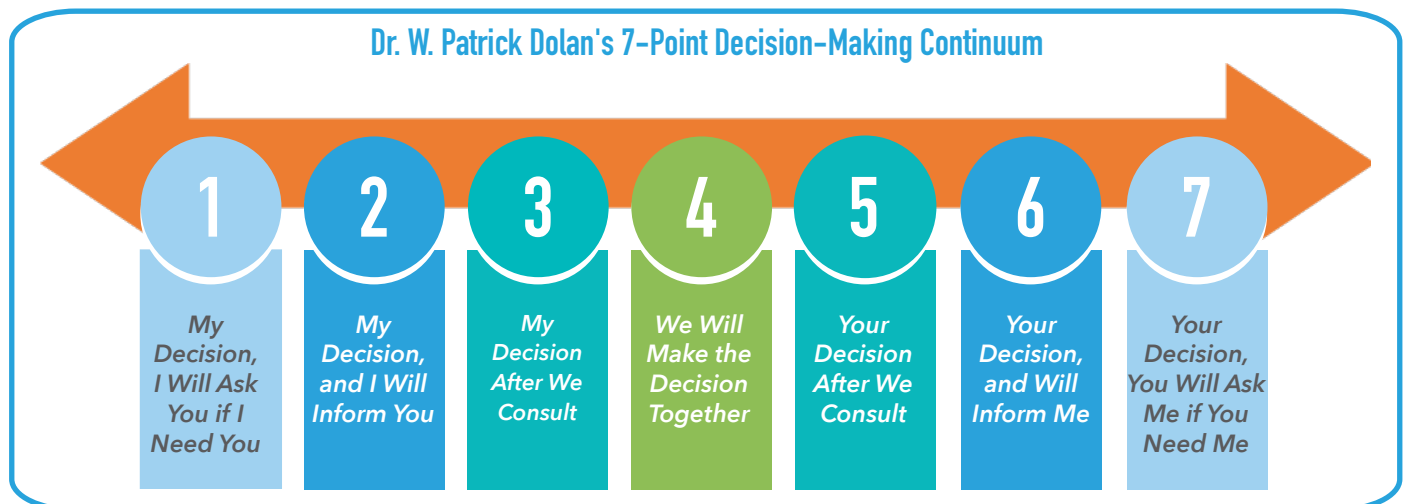 Dr. W. Patrick Dolan's 7-Point Decision-Making Continuum
1
My
Decision,
I Will Ask
You if I
Need You
2
My
Decision,
and I Will
Inform You
3
My
Decision
After We
Consult
4
We Will
Make the
Decision
Together
5
Your
Decision
After We
Consult
6
Your
Decision,
and Will
Inform Me
7
Your
Decision,
You Will Ask
Me if You
Need Me